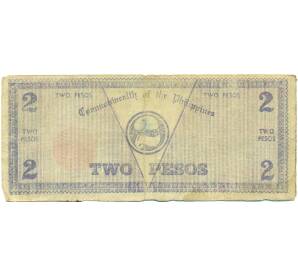 2 TWO PESOS TWO PESOS 2
Commonwealth of the Philippines
TWO PESOS TWO PESOS
2 TWO PESOS 2